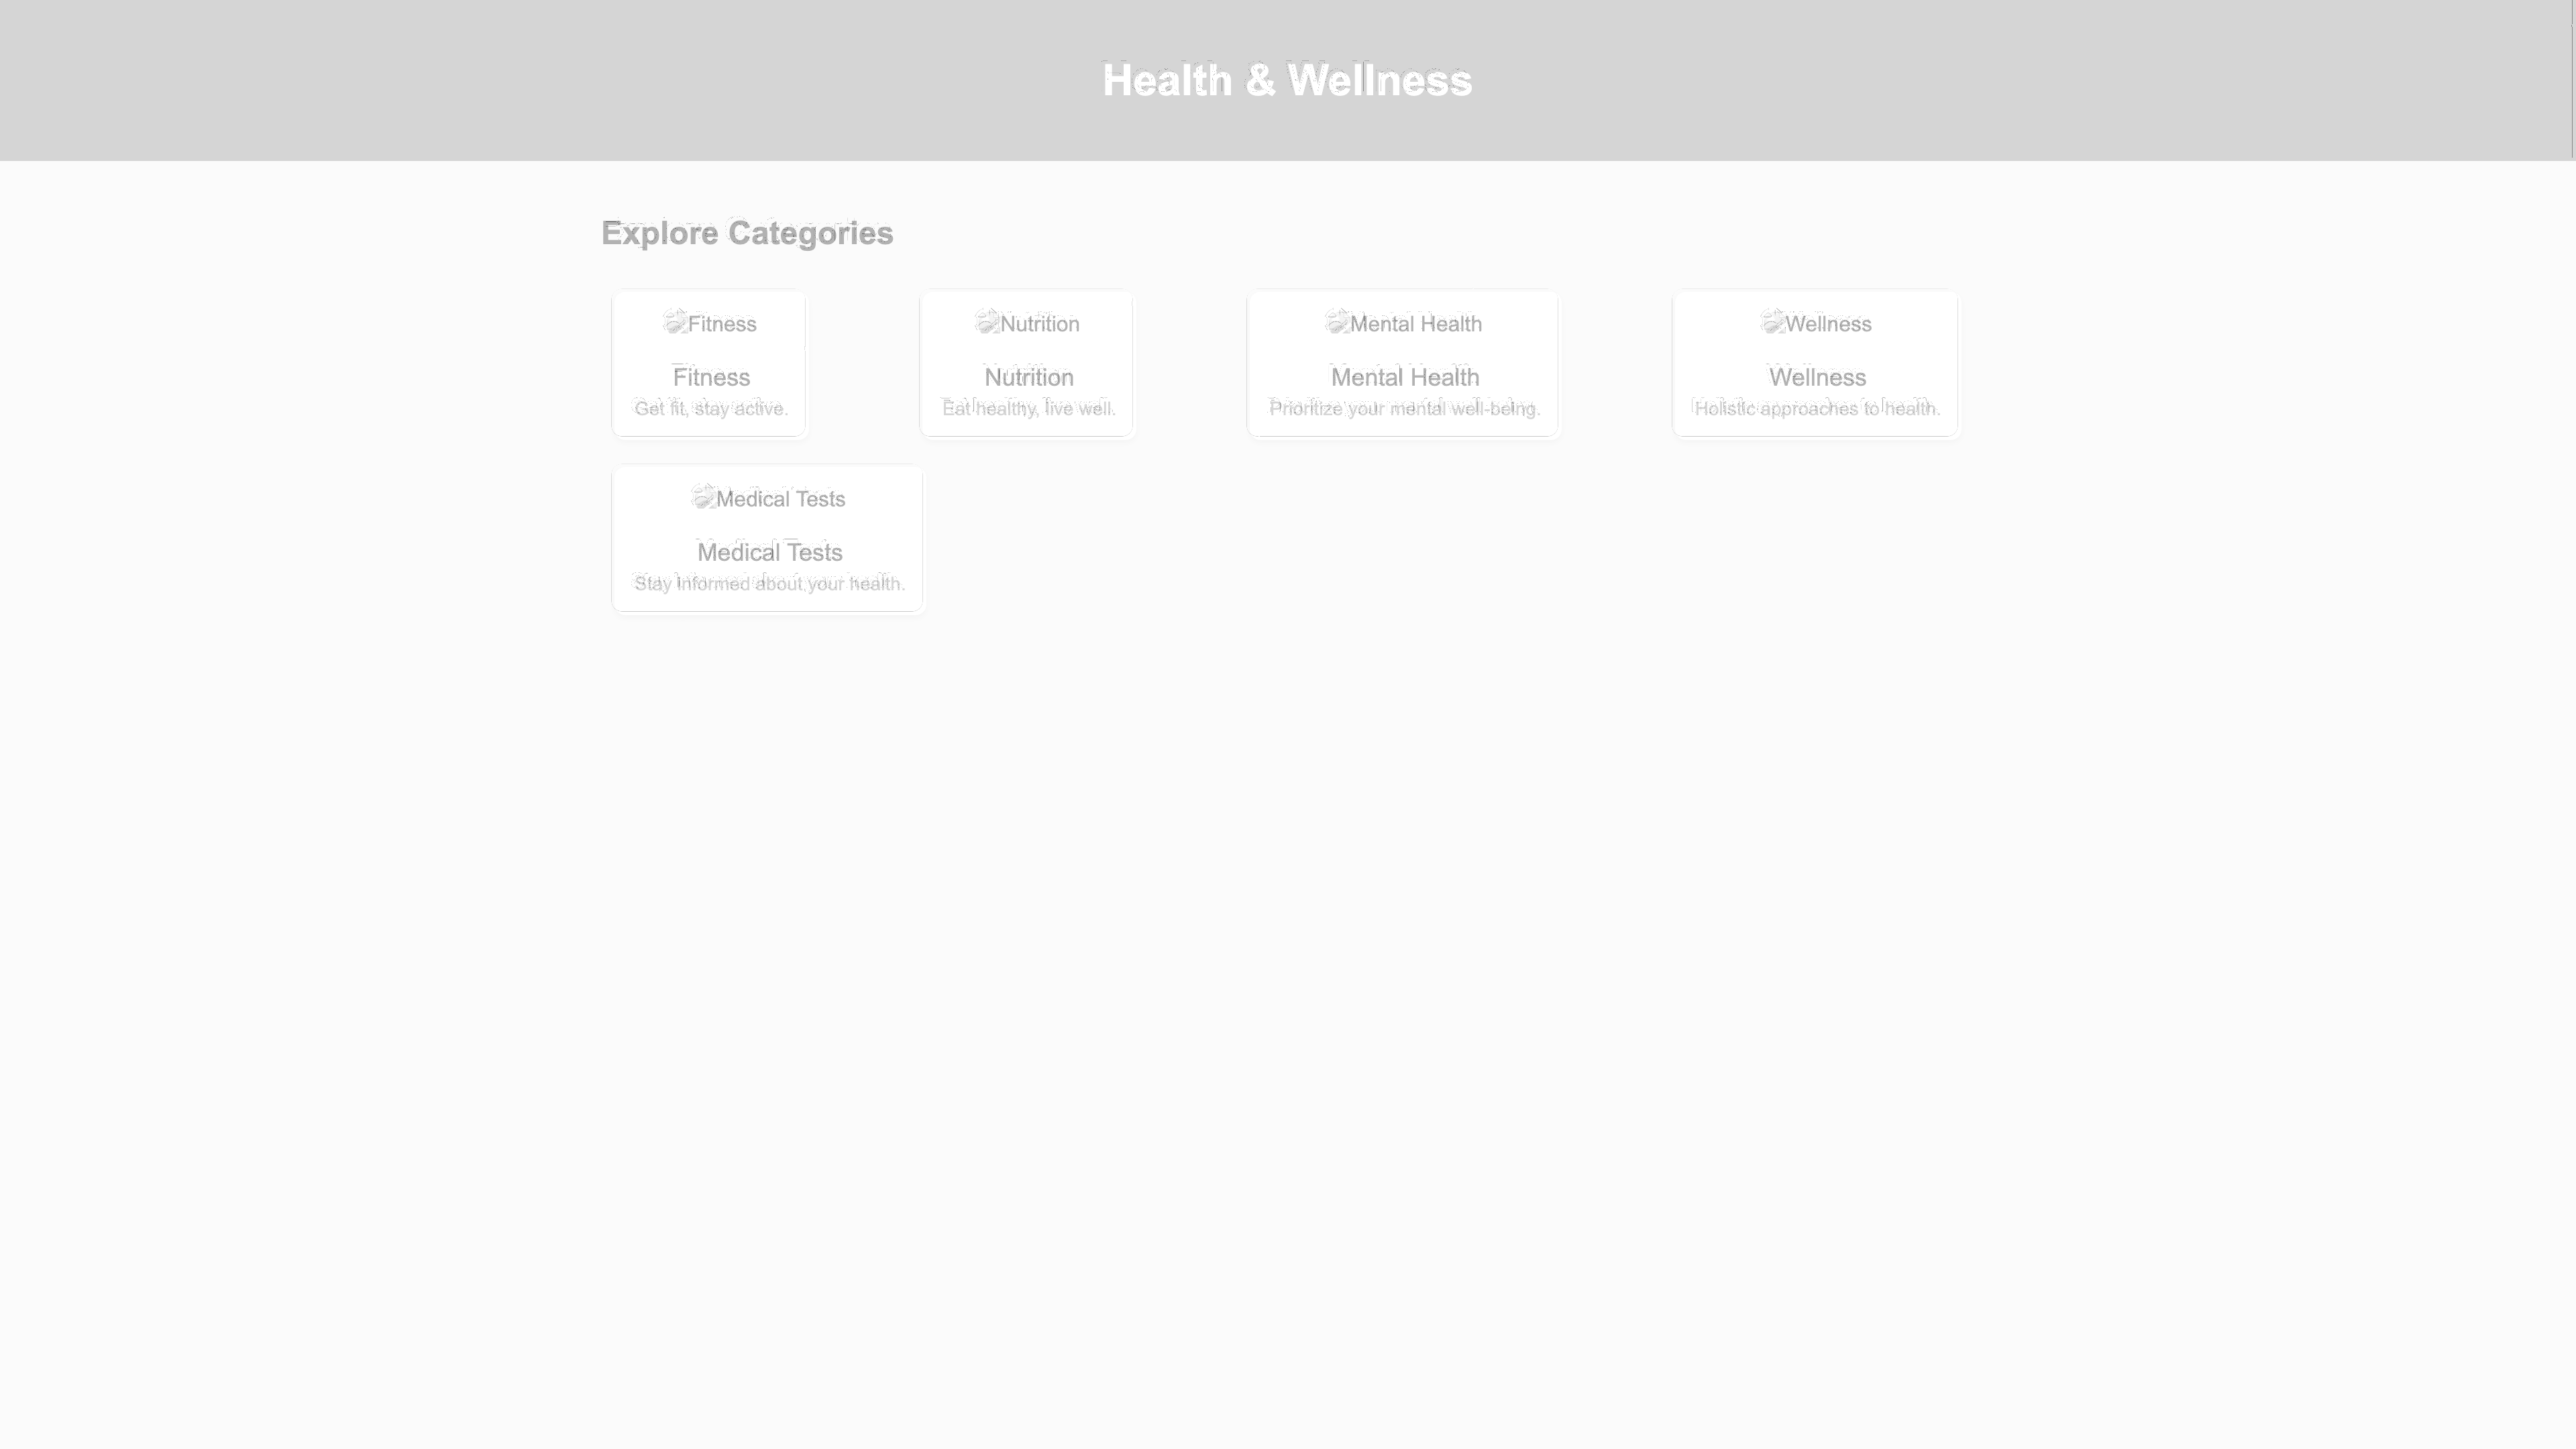 Health & Wellness
Explore Categories
Fitness
Fitness
Get fit, stay active.
Nutrition
Nutrition
Eat healthy, live well.
Mental Health
Mental Health
Prioritize your mental well-being.
Wellness
Wellness
Holistic approaches to health.
Medical Tests
Medical Tests
Stay informed about your health.